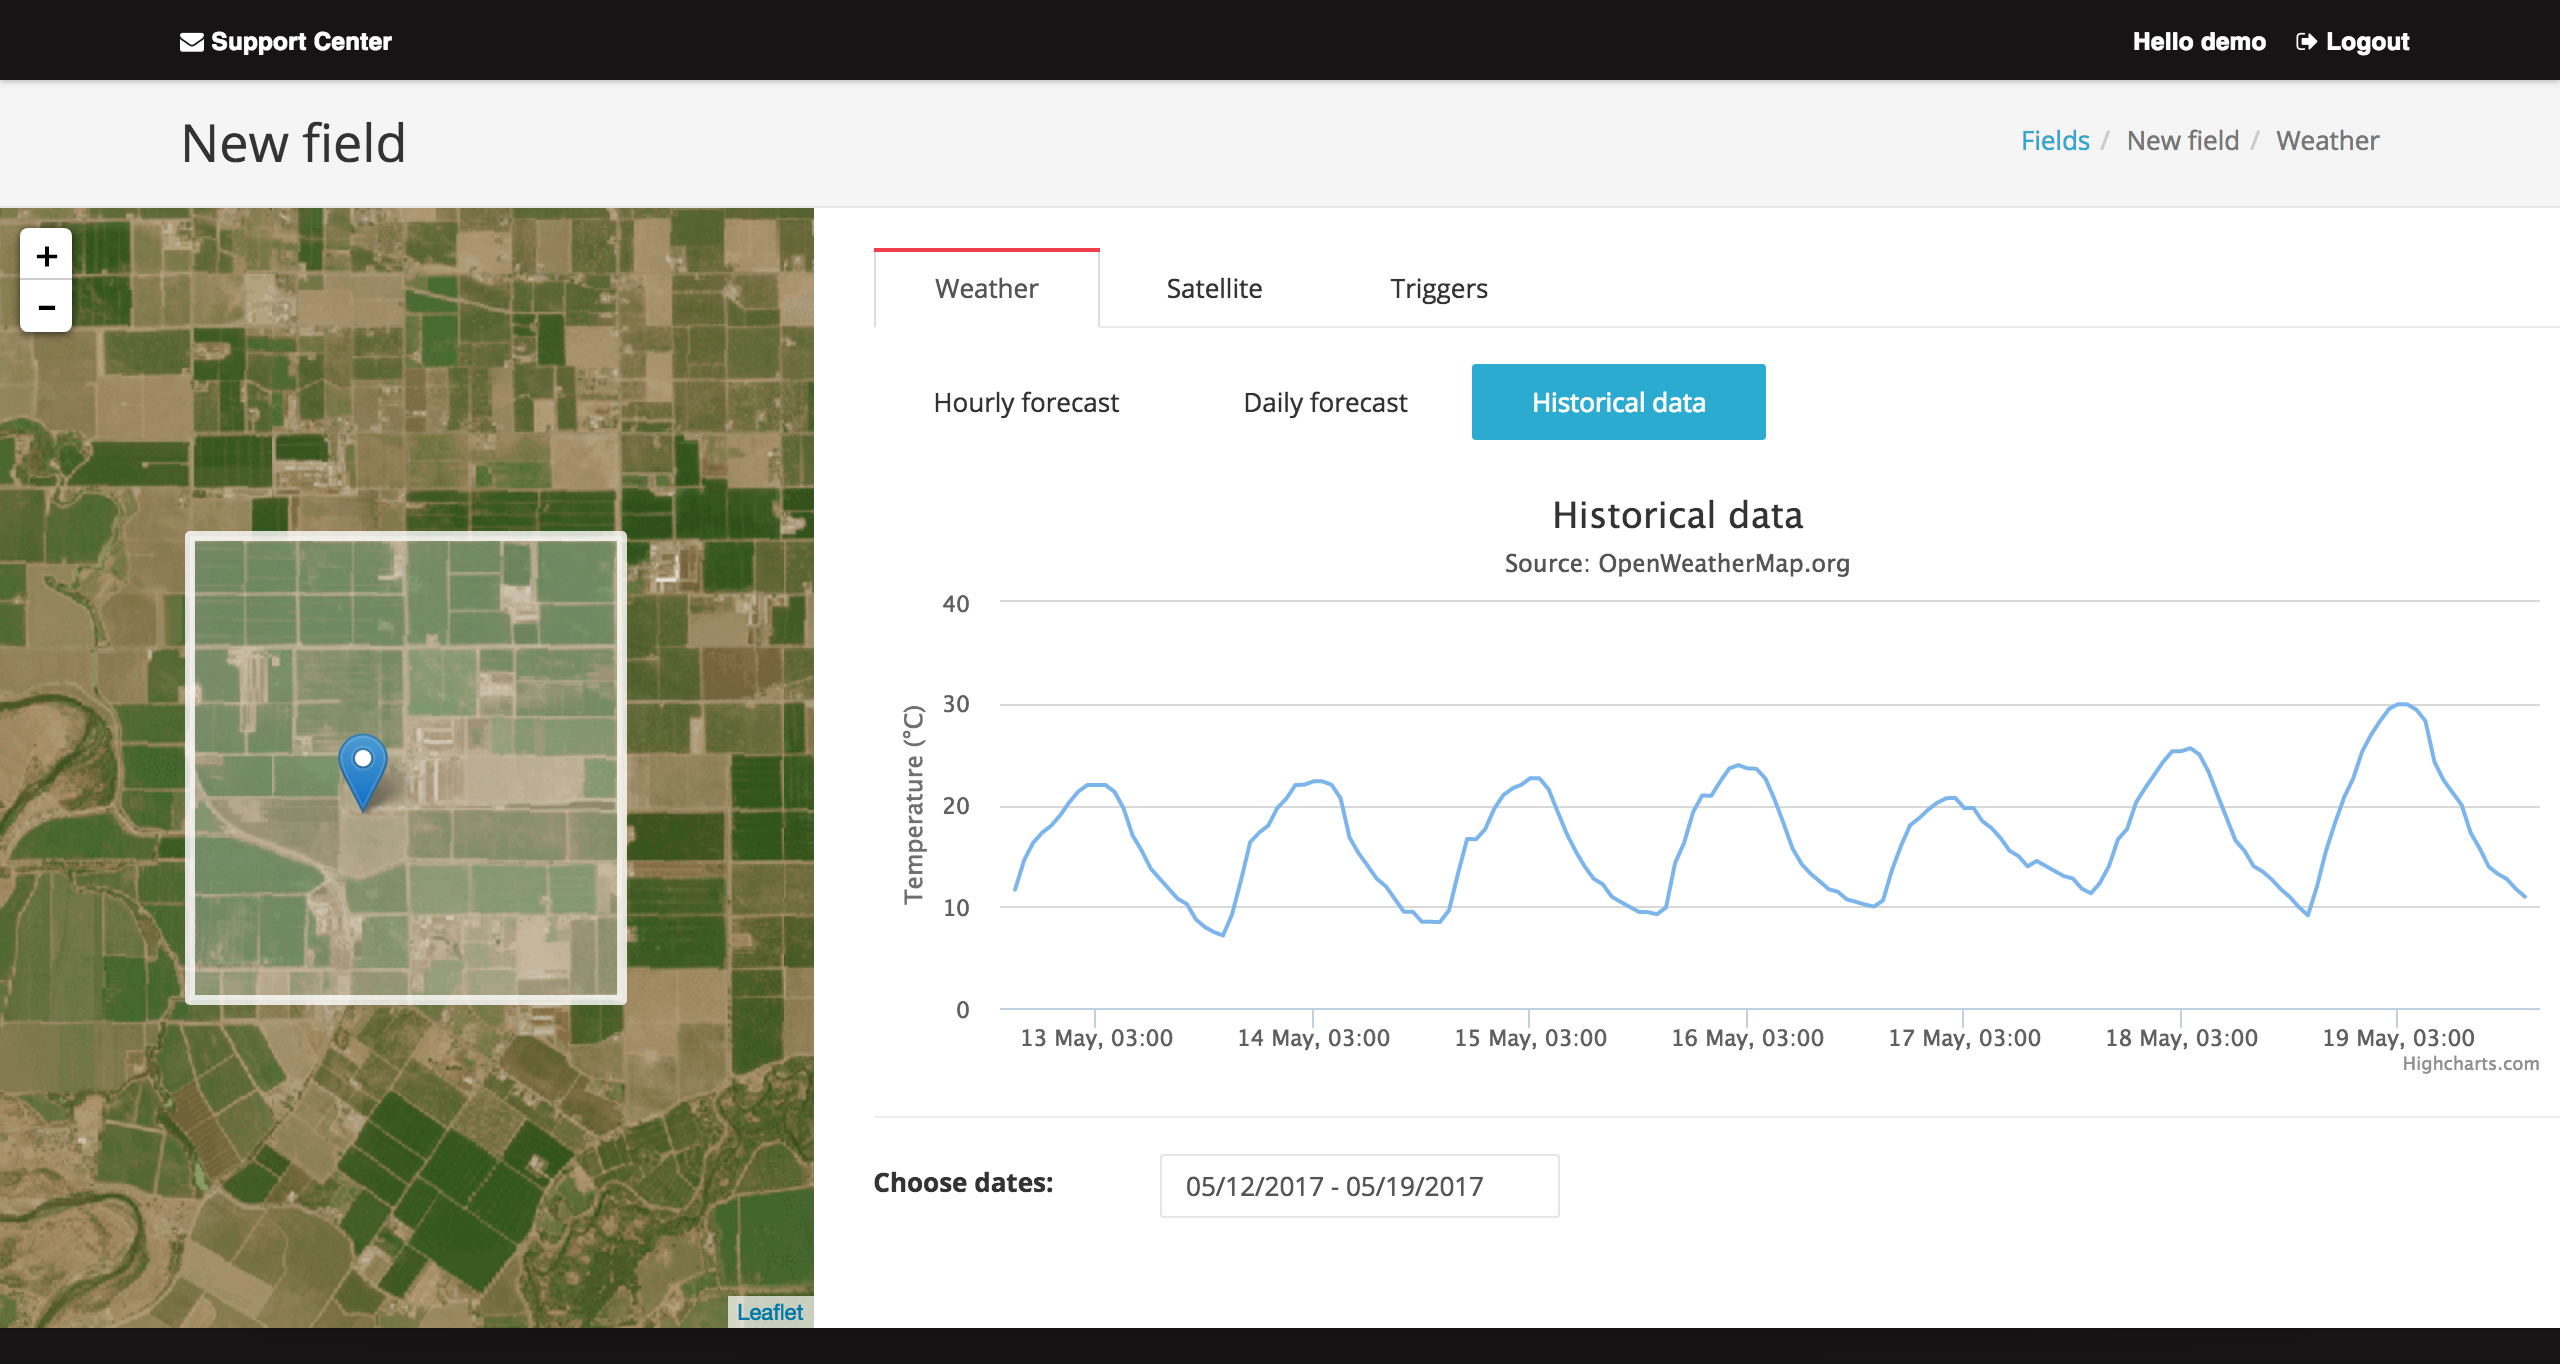 Support Center
Hello demo
Logout
New field
Fields / New field / Weather
+
-
Weather
Satellite
Triggers
Hourly forecast
Daily forecast
Historical data
Historical data
Source: OpenWeatherMap.org
Temperature (°C)
40
30
20
10
0
13 May, 03:00
14 May, 03:00
15 May, 03:00
16 May, 03:00
17 May, 03:00
18 May, 03:00
19 May, 03:00
Highcharts.com
Choose dates:
05/12/2017 - 05/19/2017
Leaflet